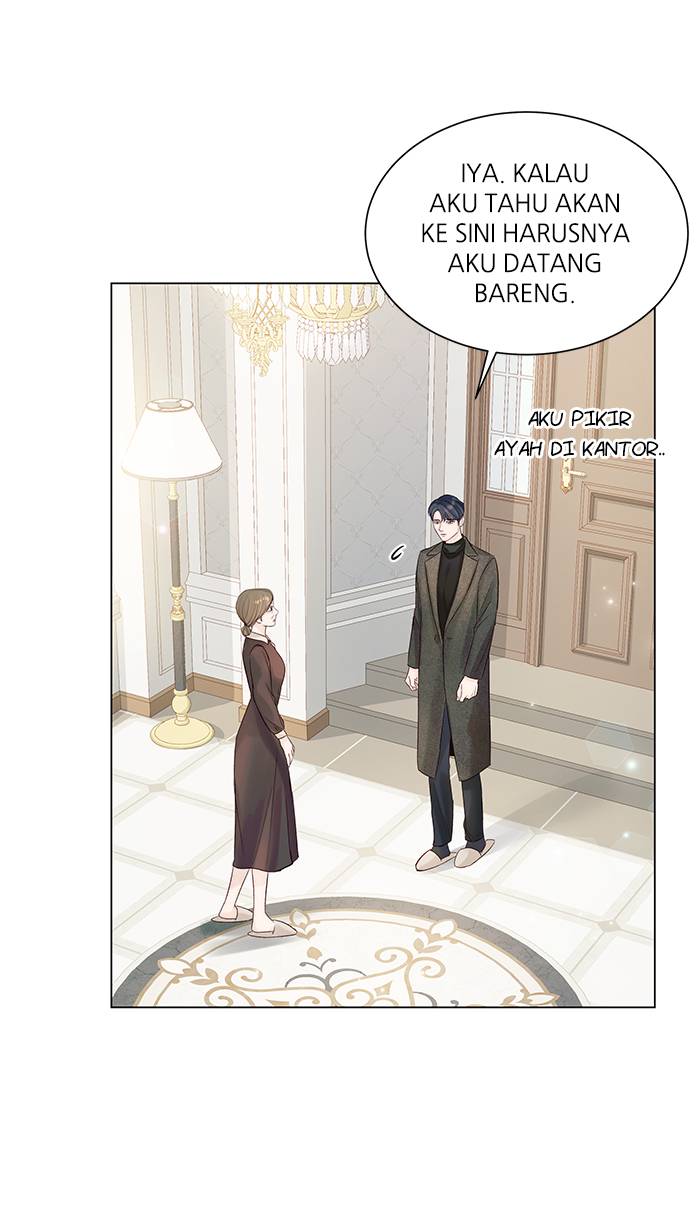 IYA. KALAU
AKU TAHU AKAN
KE SINI HARUSNYA
AKU DATANG
BARENG.
AKU PIKIR
AYAH DI KANTOR..